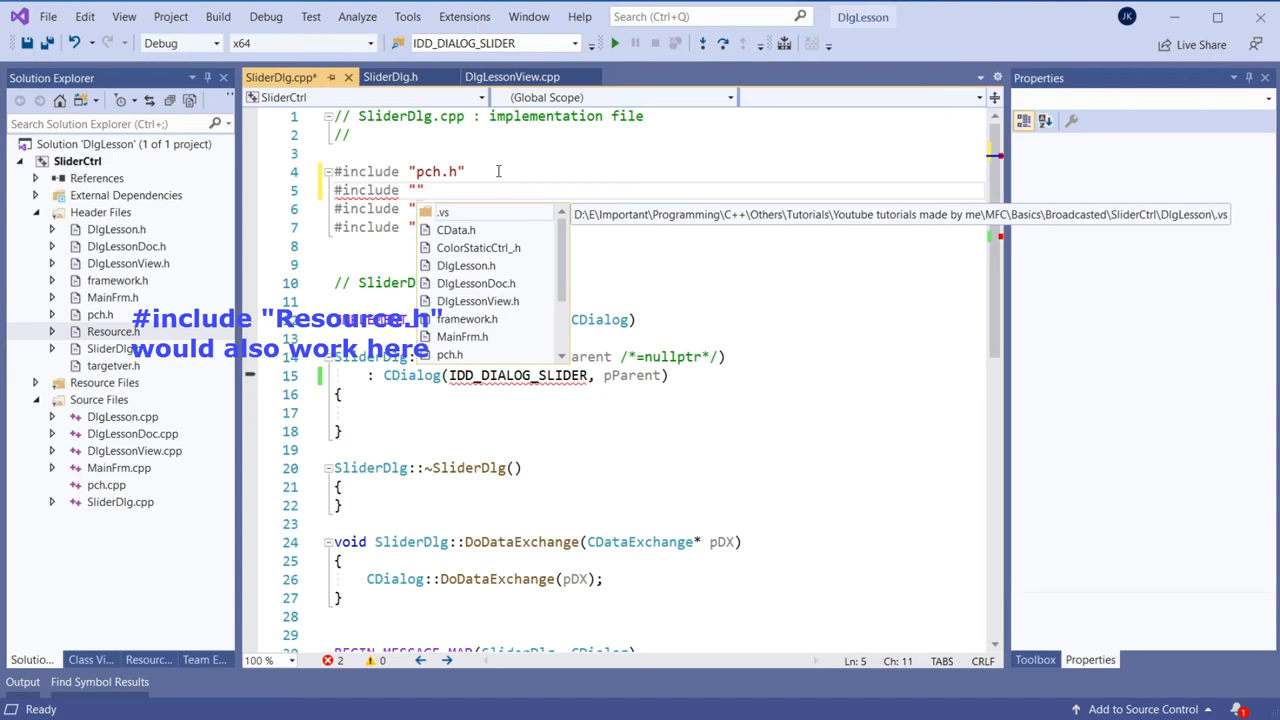 File Edit View Project Build Debug Test Analyze Tools Extensions Window Help Search (Ctrl+Q) DlgLesson JK
Debug x64 IDD_DIALOG_SLIDER Live Share
Solution Explorer
Search Solution Explorer (Ctrl+;)
Solution 'DlgLesson' (1 of 1 project)
SliderCtrl
References
External Dependencies
Header Files
DlgLesson.h
DlgLessonDoc.h
DlgLessonView.h
framework.h
MainFrm.h
pch.h
Resource.h
SliderDl
targetver.h
Resource Files
Source Files
DlgLesson.cpp
DlgLessonDoc.cpp
DlgLessonView.cpp
MainFrm.cpp
pch.cpp
SliderDlg.cpp
Solutio... Class Vi... Resourc... Team E...
SliderDlg.cpp* SliderDlg.h DlgLessonView.cpp
SliderCtrl (Global Scope)
1 // SliderDlg.cpp : implementation file
2 //
3
4 #include "pch.h"
5 #include ""
6 #include "
7 #include "
8
9
10 // SliderD
11
CDialog)
13
14 SliderDlg:: Parent /*=nullptr*/)
15 : CDialog(IDD_DIALOG_SLIDER, pParent)
16 {
17
18 }
19
20 SliderDlg::~SliderDlg()
21 {
22 }
23
24 void SliderDlg::DoDataExchange(CDataExchange* pDX)
25 {
26 CDialog::DoDataExchange(pDX);
27 }
28
29
30 BEGIN_MESSAGE_MAP(SliderDlg, CDialog)
.vs
CData.h
ColorStaticCtrl_.h
DlgLesson.h
DlgLessonDoc.h
DlgLessonView.h
framework.h
MainFrm.h
pch.h
D:\E\Important\Programming\C++\Others\Tutorials\Youtube tutorials made by me\MFC\Basics\Broadcasted\SliderCtrl\DlgLesson\.vs
#include "Resource.h"
would also work here
100 % 2 0 Ln: 5 Ch: 11 TABS CRLF
Properties
Toolbox Properties
Output Find Symbol Results
Ready Add to Source Control 1